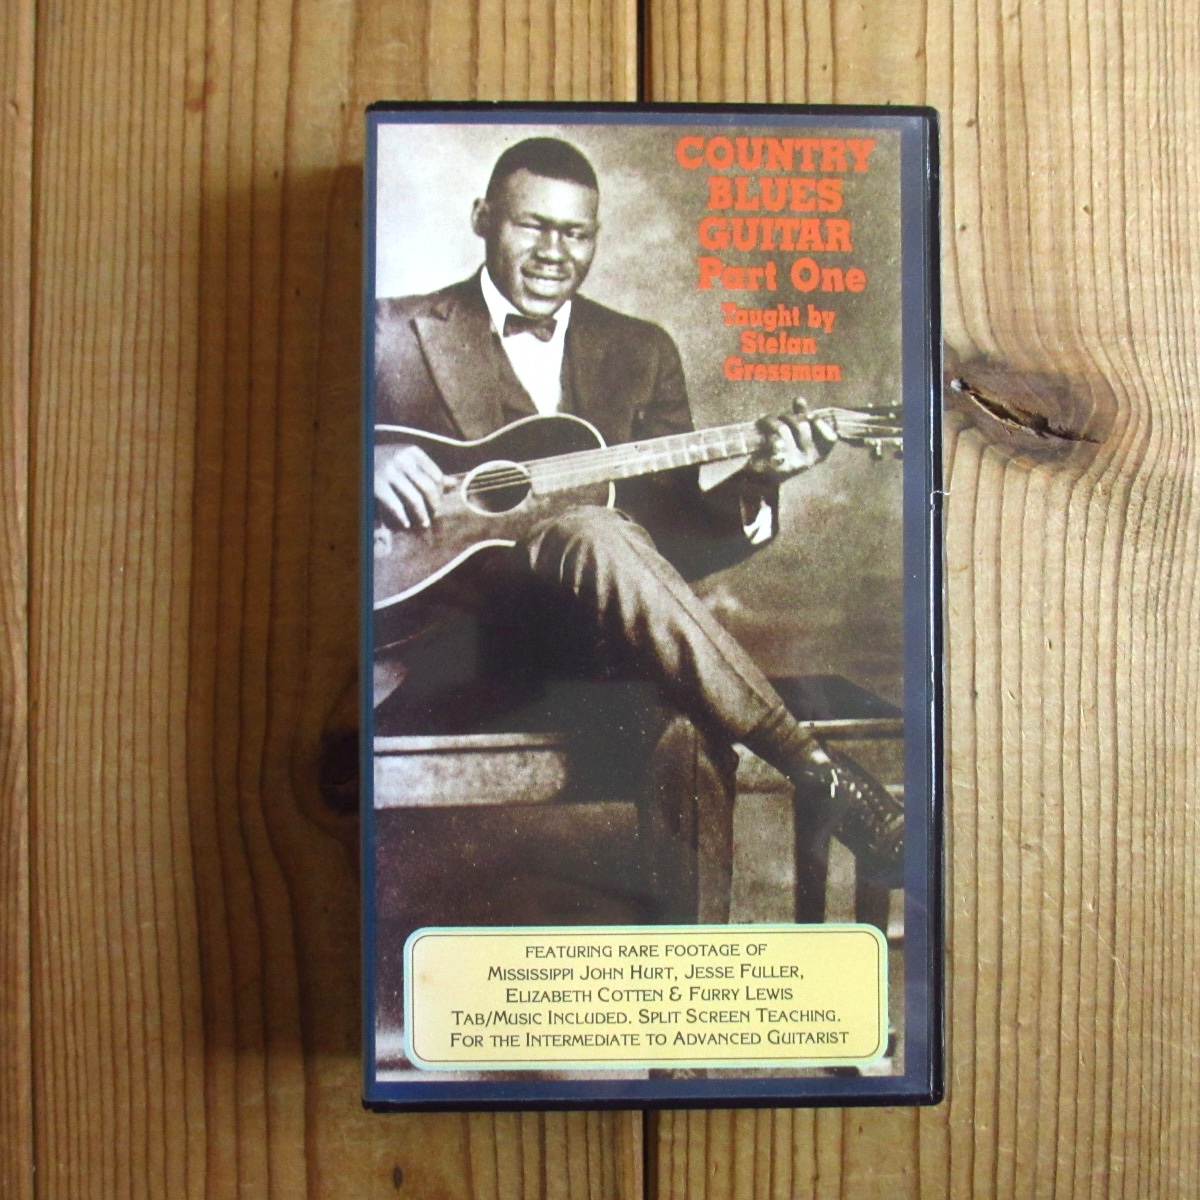 COUNTRY
BLUES
GUITAR
Part One
Taught by
Stefan
Grossman
FEATURING RARE FOOTAGE OF
MISSISSIPPI JOHN HURT, JESSE FULLER,
ELIZABETH COTTEN & FURRY LEWIS
TAB/MUSIC INCLUDED. SPLIT SCREEN TEACHING.
FOR THE INTERMEDIATE TO ADVANCED GUITARIST